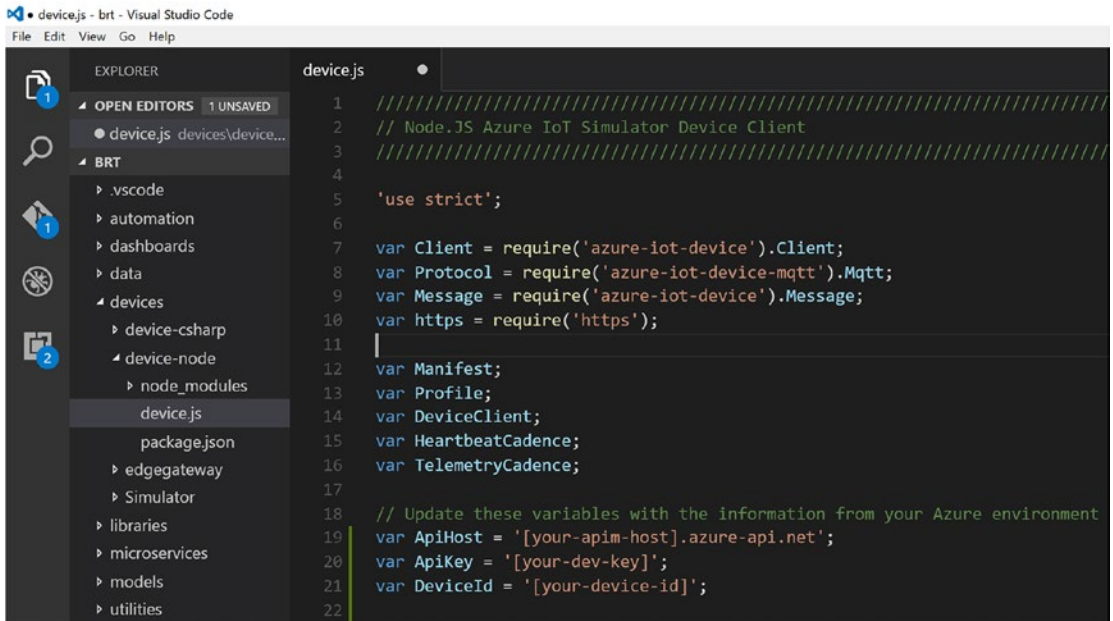 device.js - brt - Visual Studio Code
File Edit View Go Help
EXPLORER
OPEN EDITORS 1 UNSAVED
device.js devices\device...
BRT
.vscode
automation
dashboards
data
devices
device-csharp
device-node
node_modules
device.js
package.json
edgegateway
Simulator
libraries
microservices
models
utilities
1
1
2
device.js
1 ////////////////////////////////////////////////////////////////////////////
2 // Node.JS Azure IoT Simulator Device Client
3 ////////////////////////////////////////////////////////////////////////////
4
5 'use strict';
6
7 var Client = require('azure-iot-device').Client;
8 var Protocol = require('azure-iot-device-mqtt').Mqtt;
9 var Message = require('azure-iot-device').Message;
10 var https = require('https');
11
12 var Manifest;
13 var Profile;
14 var DeviceClient;
15 var HeartbeatCadence;
16 var TelemetryCadence;
17
18 // Update these variables with the information from your Azure environment
19 var ApiHost = '[your-apim-host].azure-api.net';
20 var ApiKey = '[your-dev-key]';
21 var DeviceId = '[your-device-id]';
22